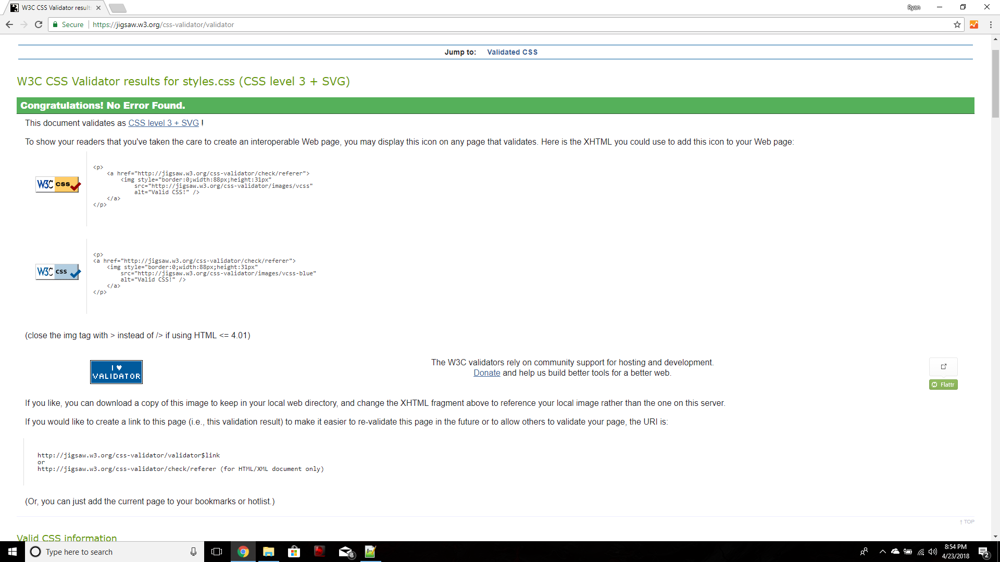 W3C CSS Validator result
Ryan
Secure
https://jigsaw.w3.org/css-validator/validator
Jump to: Validated CSS
W3C CSS Validator results for styles.css (CSS level 3 + SVG)
Congratulations! No Error Found.
This document validates as CSS level 3 + SVG !
To show your readers that you've taken the care to create an interoperable Web page, you may display this icon on any page that validates. Here is the XHTML you could use to add this icon to your Web page:
W3C css
<p>
<a href="http://jigsaw.w3.org/css-validator/check/referer">
<img style="border:0;width:88px;height:31px"
src="http://jigsaw.w3.org/css-validator/images/vcss"
alt="Valid CSS!" />
</a>
</p>
W3C css
<p>
<a href="http://jigsaw.w3.org/css-validator/check/referer">
<img style="border:0;width:88px;height:31px"
src="http://jigsaw.w3.org/css-validator/images/vcss-blue"
alt="Valid CSS!" />
</a>
</p>
(close the img tag with > instead of /> if using HTML <= 4.01)
I ♥
VALIDATOR
The W3C validators rely on community support for hosting and development.
Donate and help us build better tools for a better web.
Flattr
If you like, you can download a copy of this image to keep in your local web directory, and change the XHTML fragment above to reference your local image rather than the one on this server.
If you would like to create a link to this page (i.e., this validation result) to make it easier to re-validate this page in the future or to allow others to validate your page, the URI is:
http://jigsaw.w3.org/css-validator/validator$link
or
http://jigsaw.w3.org/css-validator/check/referer (for HTML/XML document only)
(Or, you can just add the current page to your bookmarks or hotlist.)
↑ TOP
Valid CSS information
Type here to search
8
8:54 PM
4/23/2018
2